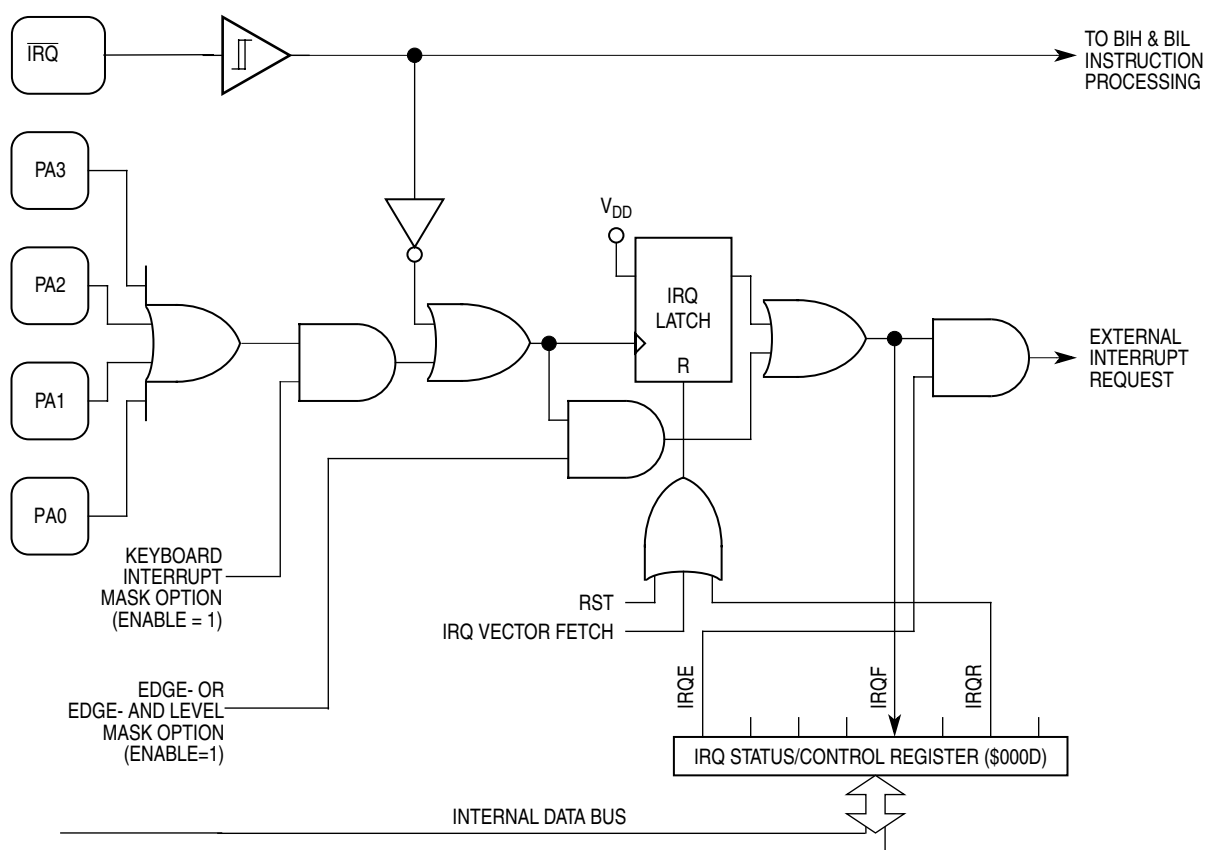 IRQ
TO BIH & BIL
INSTRUCTION
PROCESSING
PA3
VDD
PA2
IRQ
LATCH
R
EXTERNAL
INTERRUPT
REQUEST
PA1
PA0
KEYBOARD
INTERRUPT
MASK OPTION
(ENABLE = 1)
RST
IRQ VECTOR FETCH
EDGE- OR
EDGE- AND LEVEL
MASK OPTION
(ENABLE=1)
IRQE
IRQF
IRQR
IRQ STATUS/CONTROL REGISTER ($000D)
INTERNAL DATA BUS